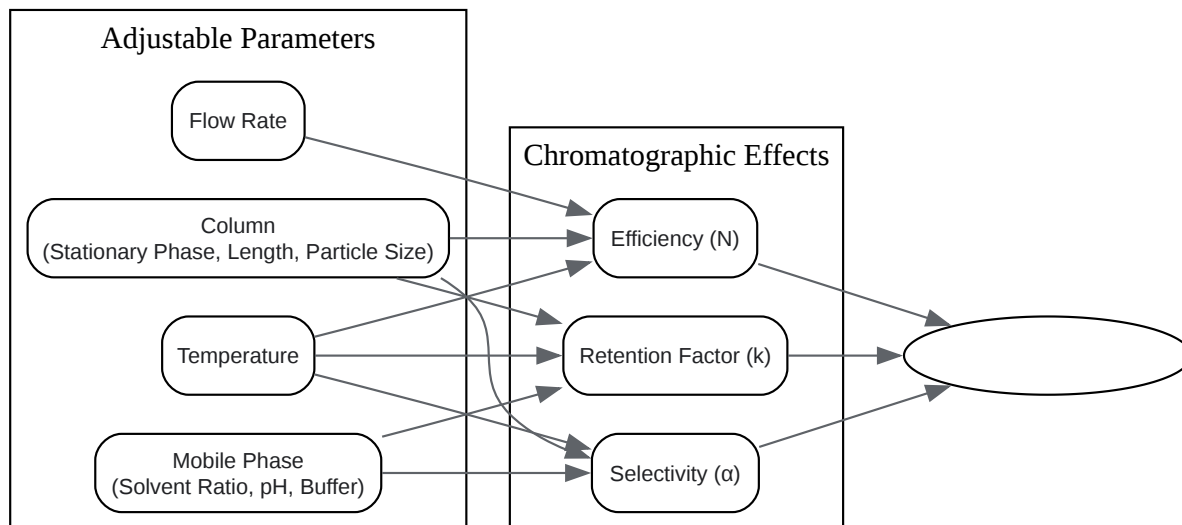 Adjustable Parameters
Flow Rate
Column
(Stationary Phase, Length, Particle Size)
Temperature
Mobile Phase
(Solvent Ratio, pH, Buffer)
Chromatographic Effects
Efficiency (N)
Retention Factor (k)
Selectivity (α)